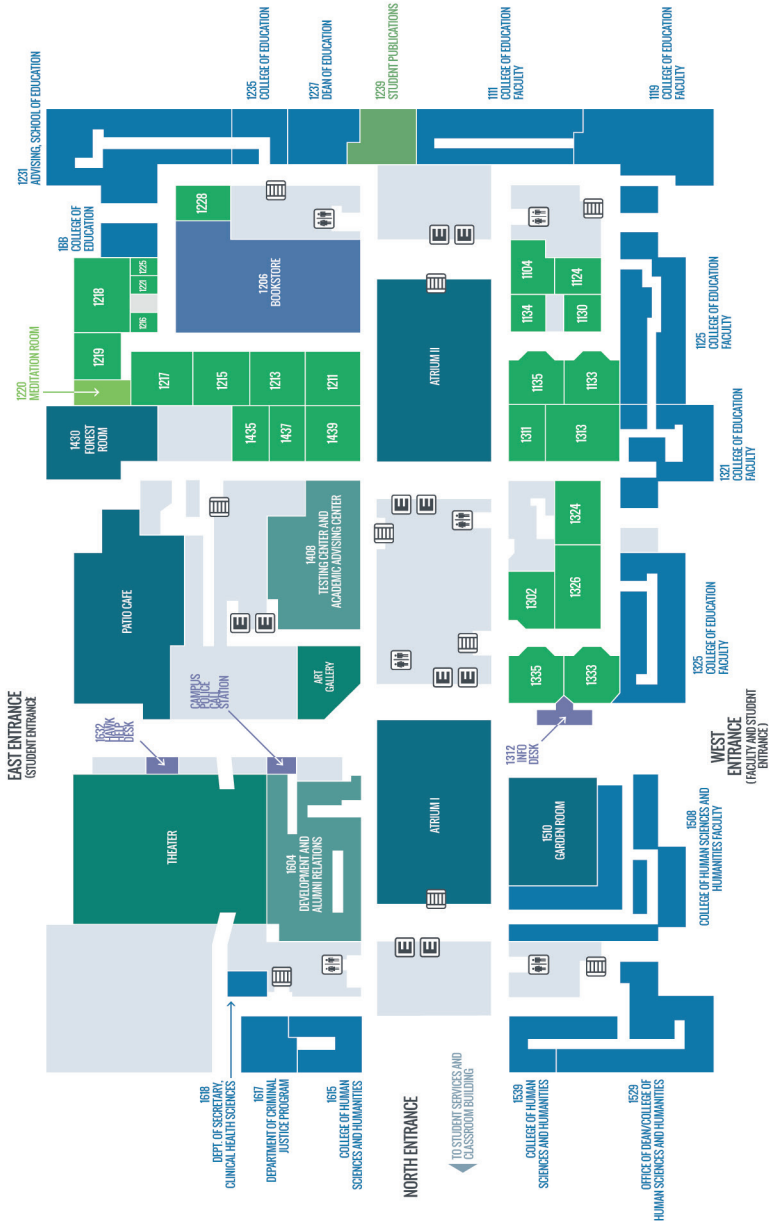 EAST ENTRANCE
(STUDENT ENTRANCE)
1231
ADVISING, SCHOOL OF EDUCATION
1BB
COLLEGE OF
EDUCATION
1235
COLLEGE OF EDUCATION
1237
DEAN OF EDUCATION
1239
STUDENT PUBLICATIONS
1111
COLLEGE OF EDUCATION
FACULTY
1119
COLLEGE OF EDUCATION
FACULTY
1220
MEDITATION ROOM
1218
1219
1216
1223
1225
1228
1206
BOOKSTORE
1217
1215
1213
1211
1430
FOREST
ROOM
1435
1437
1439
PATIO CAFE
1408
TESTING CENTER AND
ACADEMIC ADVISING CENTER
ART
GALLERY
1632
HAWK
HELP
DESK
CAMPUS
POLICE
CALL
STATION
THEATER
1604
DEVELOPMENT AND
ALUMNI RELATIONS
ATRIUM II
ATRIUM I
E
E
E
E
E
E
E
E
E
E
1104
1124
1134
1130
1135
1133
1311
1313
1324
1302
1326
1335
1333
1312
INFO
DESK
1510
GARDEN ROOM
1125
COLLEGE OF EDUCATION
FACULTY
1321
COLLEGE OF EDUCATION
FACULTY
1325
COLLEGE OF EDUCATION
FACULTY
WEST
ENTRANCE
(FACULTY AND STUDENT
ENTRANCE)
1508
COLLEGE OF HUMAN SCIENCES AND
HUMANITIES FACULTY
1618
DEPT. OF SECRETARY,
CLINICAL HEALTH SCIENCES
1617
DEPARTMENT OF CRIMINAL
JUSTICE PROGRAM
1615
COLLEGE OF HUMAN
SCIENCES AND HUMANITIES
NORTH ENTRANCE
TO STUDENT SERVICES AND
CLASSROOM BUILDING
1539
COLLEGE OF HUMAN
SCIENCES AND HUMANITIES
1529
OFFICE OF DEAN/COLLEGE OF
HUMAN SCIENCES AND HUMANITIES